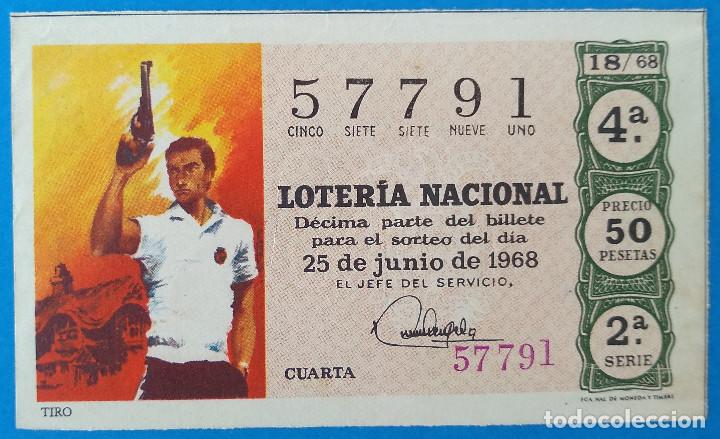 57791
CINCO SIETE SIETE NUEVE UNO
LOTERÍA NACIONAL
Décima parte del billete
para el sorteo del día
25 de junio de 1968
EL JEFE DEL SERVICIO,
57791
CUARTA
TIRO
18/68
4ª
PRECIO
50
PESETAS
2ª
SERIE
FCA. NAL. DE MONEDA Y TIMBRE
todocoleccion